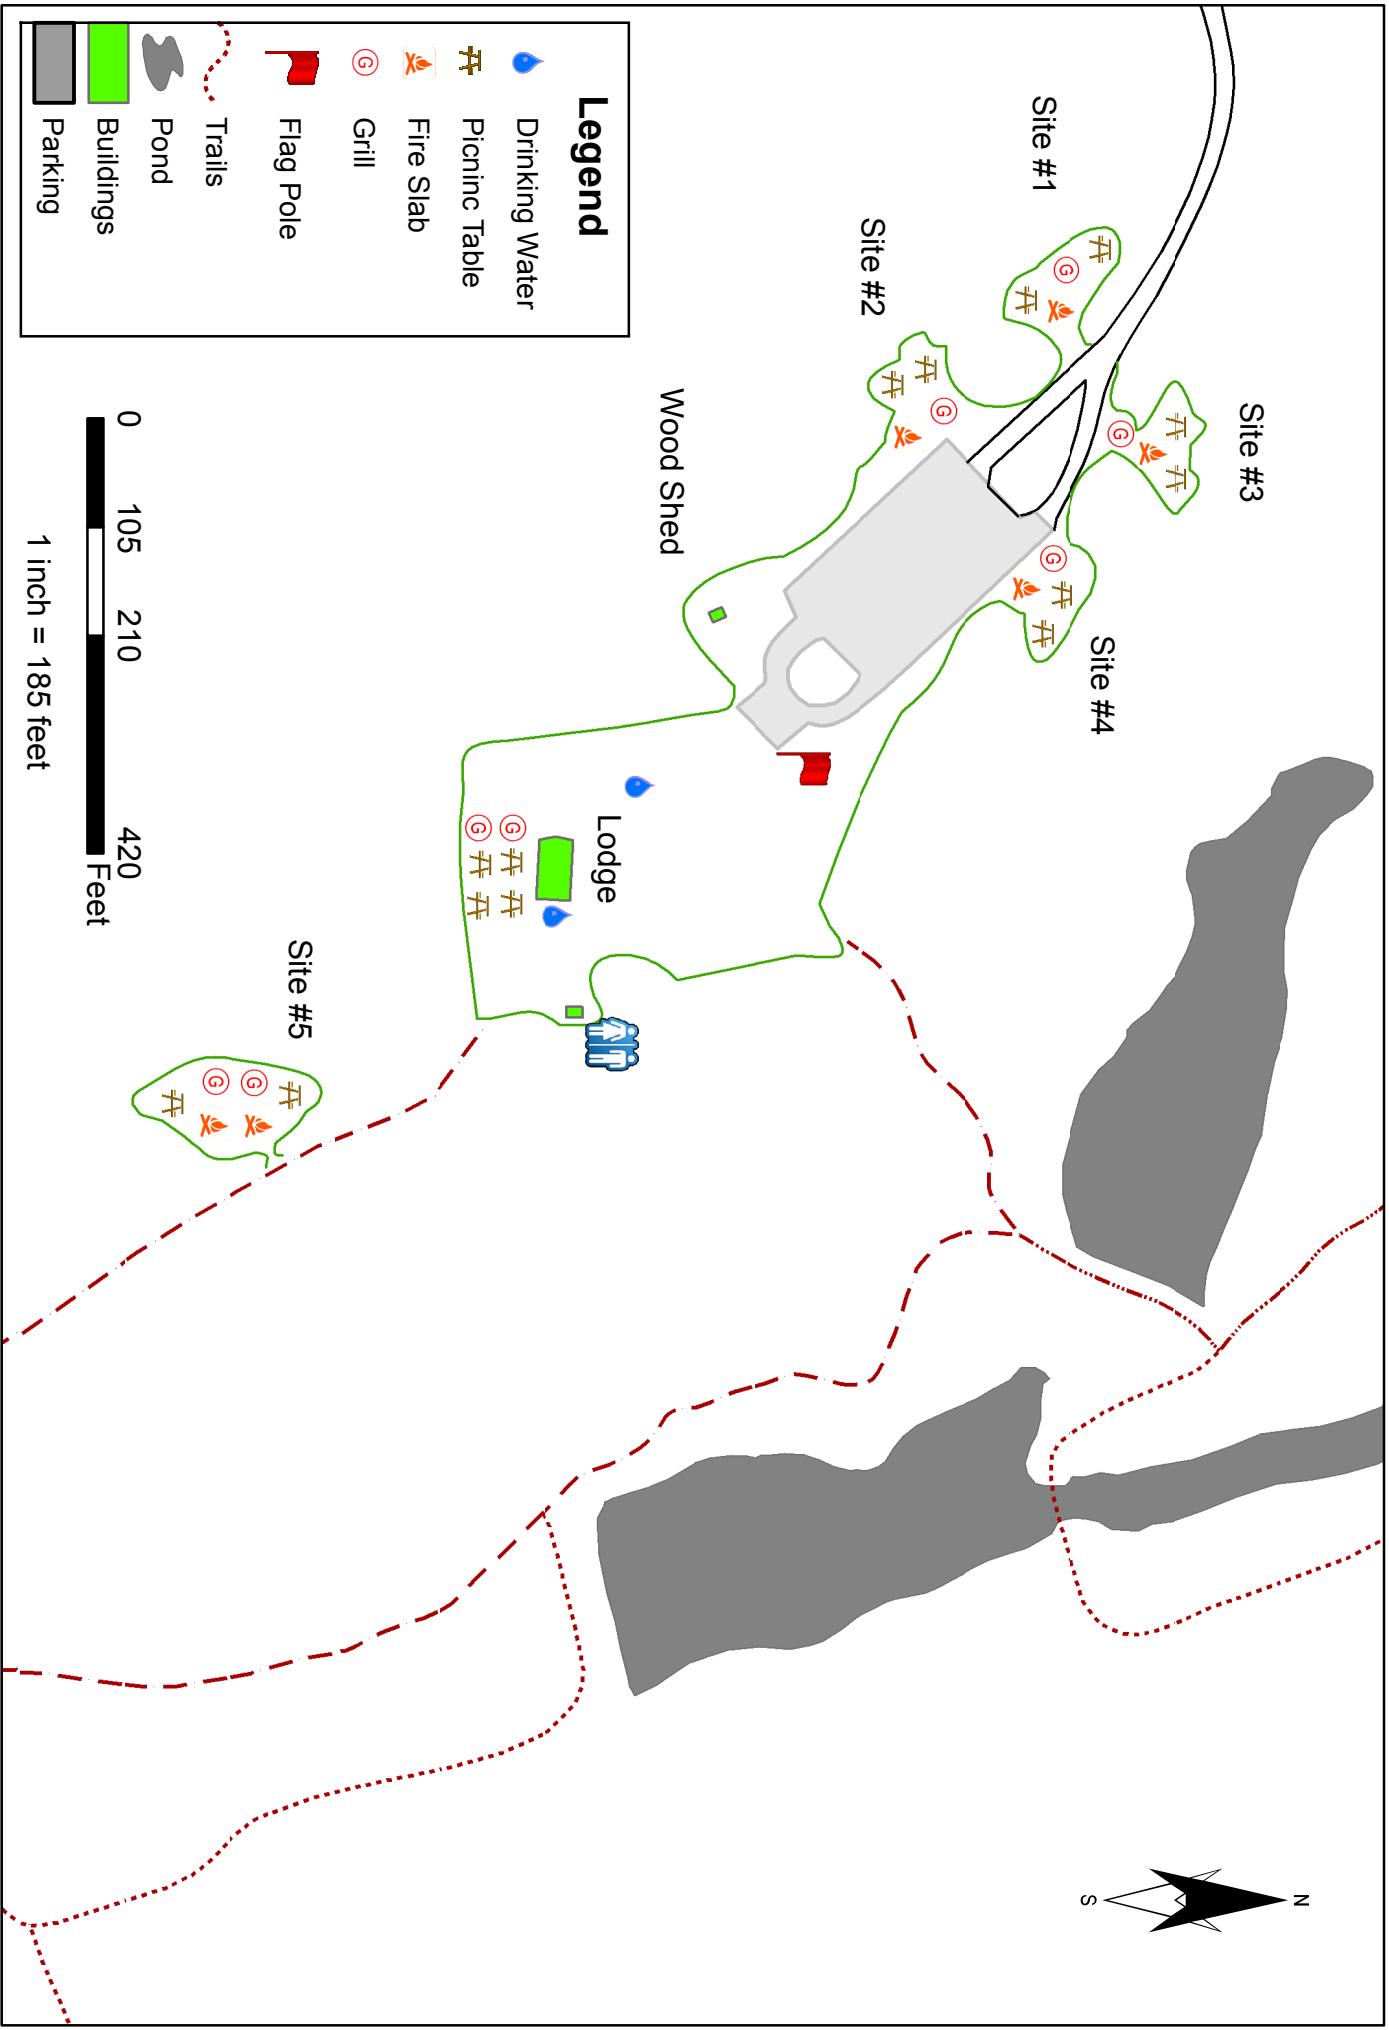 Site #1
Site #2
Site #3
Site #4
Wood Shed
Lodge
Site #5
N
S
G
G
G
G
G
G
G
G
Legend
Drinking Water
Picninc Table
Fire Slab
G Grill
Flag Pole
Trails
Pond
Buildings
Parking
0 105 210 420
Feet
1 inch = 185 feet